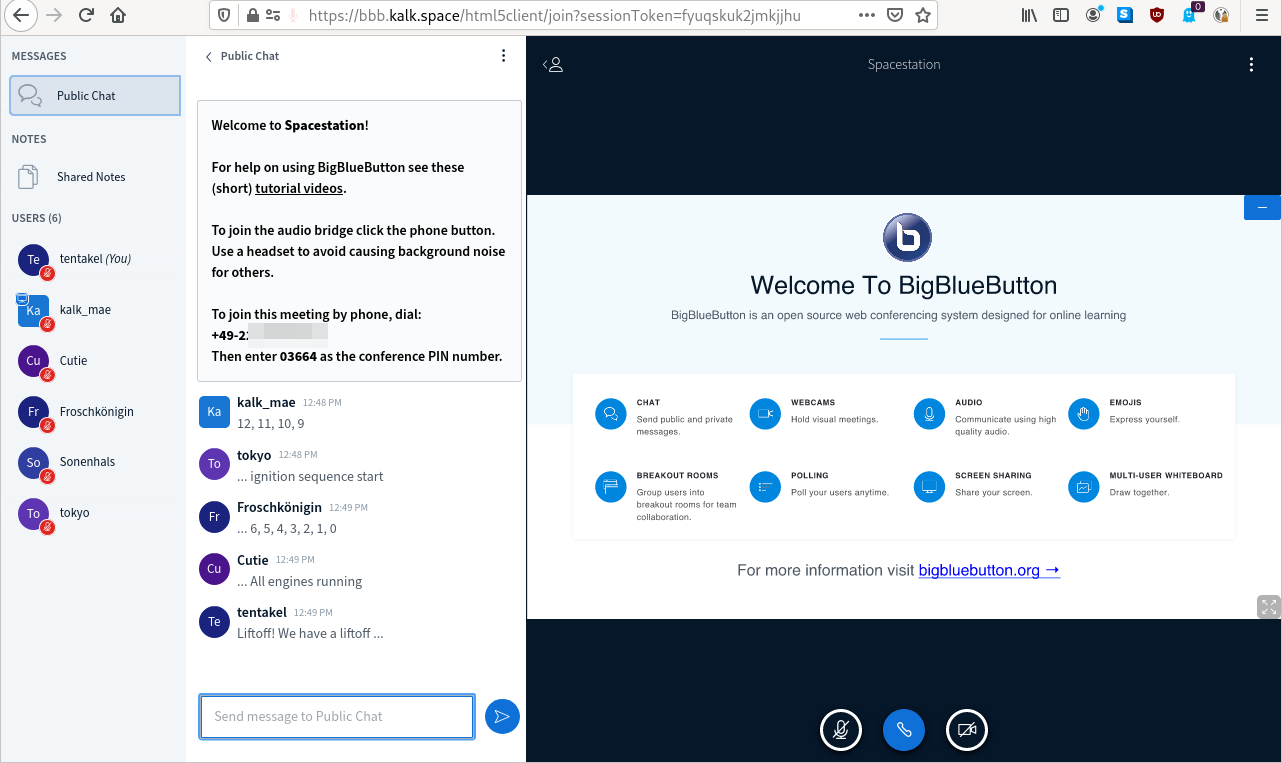 https://bbb.kalk.space/html5client/join?sessionToken=fyuqskuk2jmkjjhu
0
MESSAGES
Public Chat
NOTES
Shared Notes
USERS (6)
Te
tentakel (You)
Ka
kalk_mae
Cu
Cutie
Fr
Froschkönigin
So
Sonenhals
To
tokyo
Public Chat
Welcome to Spacestation!
For help on using BigBlueButton see these
(short) tutorial videos.
To join the audio bridge click the phone button.
Use a headset to avoid causing background noise
for others.
To join this meeting by phone, dial:
+49-2
Then enter 03664 as the conference PIN number.
Ka
kalk_mae 12:48 PM
12, 11, 10, 9
To
tokyo 12:48 PM
... ignition sequence start
Fr
Froschkönigin 12:49 PM
... 6, 5, 4, 3, 2, 1, 0
Cu
Cutie 12:49 PM
... All engines running
Te
tentakel 12:49 PM
Liftoff! We have a liftoff ...
Send message to Public Chat
Spacestation
b
Welcome To BigBlueButton
BigBlueButton is an open source web conferencing system designed for online learning
CHAT
Send public and private
messages.
WEBCAMS
Hold visual meetings.
AUDIO
Communicate using high
quality audio.
EMOJIS
Express yourself.
BREAKOUT ROOMS
Group users into
breakout rooms for team
collaboration.
POLLING
Poll your users anytime.
SCREEN SHARING
Share your screen.
MULTI-USER WHITEBOARD
Draw together.
For more information visit bigbluebutton.org →